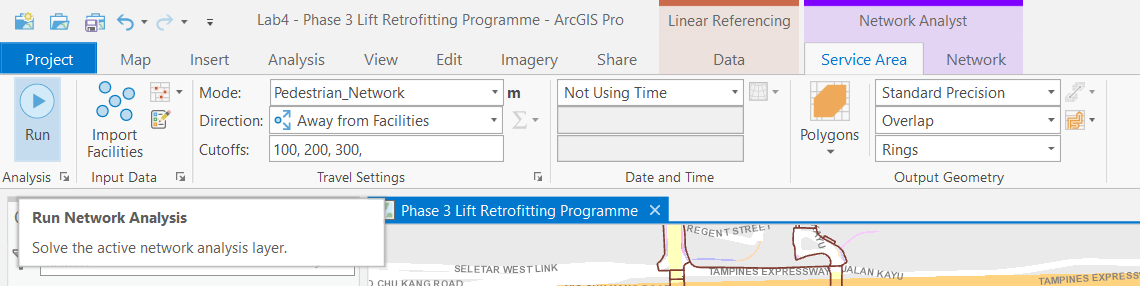 Lab4 - Phase 3 Lift Retrofitting Programme - ArcGIS Pro
Linear Referencing
Network Analyst
Project
Map
Insert
Analysis
View
Edit
Imagery
Share
Data
Service Area
Network
Run
Import
Facilities
Mode:
Pedestrian_Network
m
Direction:
Away from Facilities
Cutoffs:
100, 200, 300,
Not Using Time
Polygons
Standard Precision
Overlap
Rings
Analysis
Input Data
Travel Settings
Date and Time
Output Geometry
Run Network Analysis
Solve the active network analysis layer.
Phase 3 Lift Retrofitting Programme
REGENT STREET
KAYU
SELETAR WEST LINK
TAMPINES EXPRESSWAY
JALAN KAYU
TAMPINES EXPRESSWAY
CHU KANG ROAD